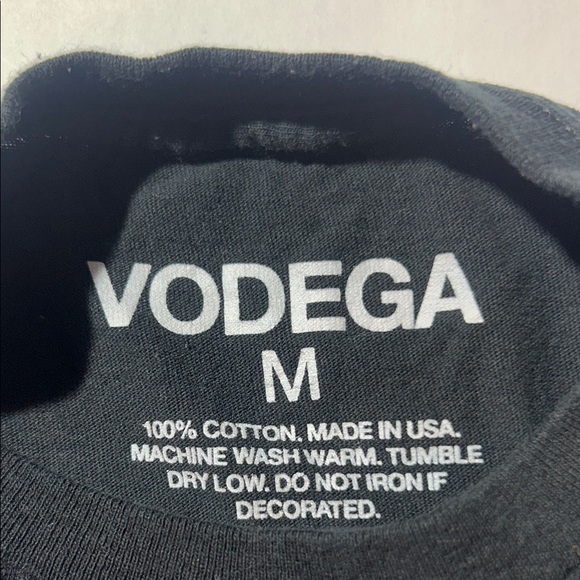 VODEGA
M
100% COTTON. MADE IN USA.
MACHINE WASH WARM. TUMBLE
DRY LOW. DO NOT IRON IF
DECORATED.